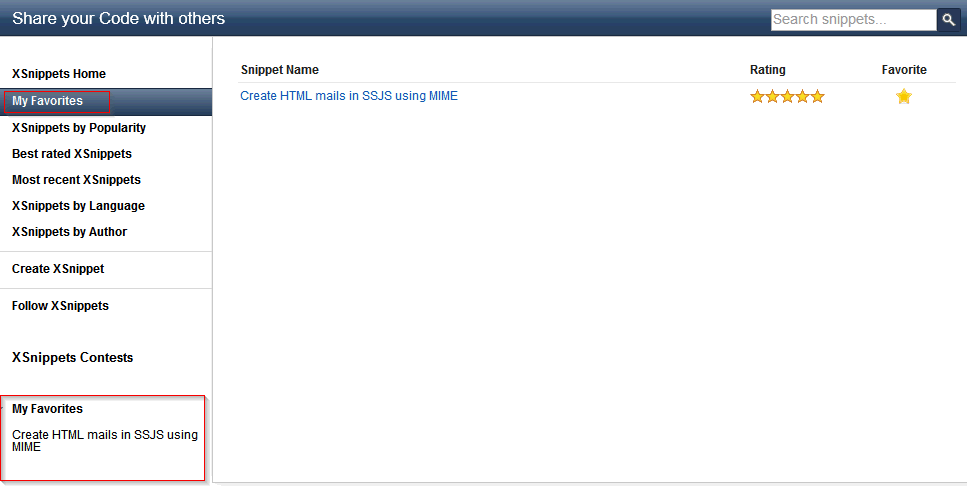 Share your Code with others
Search snippets...
XSnippets Home
My Favorites
XSnippets by Popularity
Best rated XSnippets
Most recent XSnippets
XSnippets by Language
XSnippets by Author
Create XSnippet
Follow XSnippets
XSnippets Contests
My Favorites
Create HTML mails in SSJS using
MIME
Snippet Name Rating Favorite
Create HTML mails in SSJS using MIME